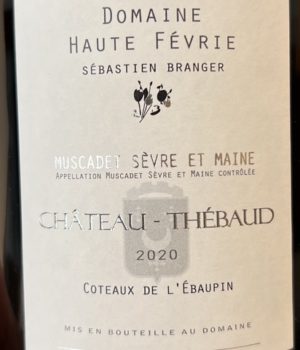 DOMAINE
HAUTE FÉVRIE
SÉBASTIEN BRANGER
MUSCADET SÈVRE ET MAINE
APPELLATION MUSCADET SÈVRE ET MAINE CONTRÔLÉE
CHÂTEAU - THÉBAUD
2020
COTEAUX DE L'ÉBAUPIN
MIS EN BOUTEILLE AU DOMAINE